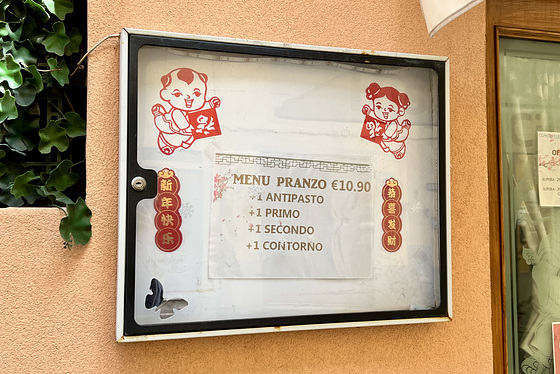 MENU PRANZO €10.90
+1 ANTIPASTO
+1 PRIMO
+1 SECONDO
+1 CONTORNO
新年快乐
恭喜发财